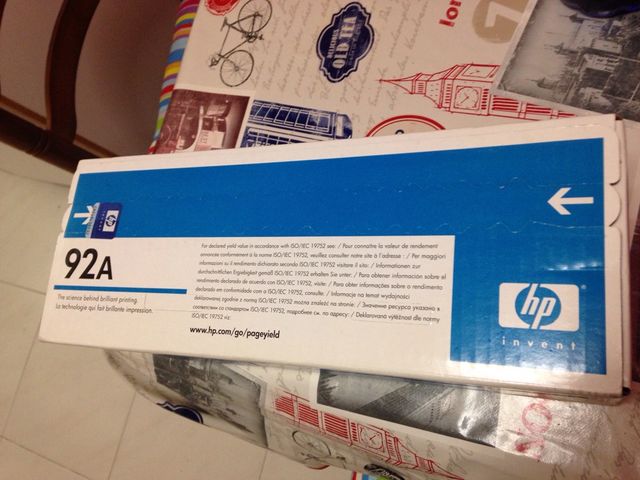 OLD TEA
lon
92A
The science behind brilliant printing.
La technologie qui fait brillante impression.
For declared yield value in accordance with ISO/IEC 19752 see: / Pour connaître la valeur de rendement
annoncée conformément à la norme ISO/IEC 19752, veuillez consulter notre site à l'adresse : / Per maggiori
informazioni su il rendimento dichiarato secondo ISO/IEC 19752 visitare il sito: / Informationen zur
durchschnittlichen Ergiebigkeit gemäß ISO/IEC 19752 erhalten Sie unter: / Para obtener información sobre el
rendimiento declarado de acuerdo con ISO/IEC 19752, visite: / Para obter informações sobre o rendimento
declarado em conformidade com a ISO/IEC 19752, consulte: / Informacje na temat wydajności
deklarowanej zgodnie z normą ISO/IEC 19752 można znaleźć na stronie: / Значение ресурса указано в
соответствии со стандартом ISO/IEC 19752, подробнее см. по адресу: / Deklarovaná výtěžnost dle normy
ISO/IEC 19752 viz:
www.hp.com/go/pageyield
hp
invent